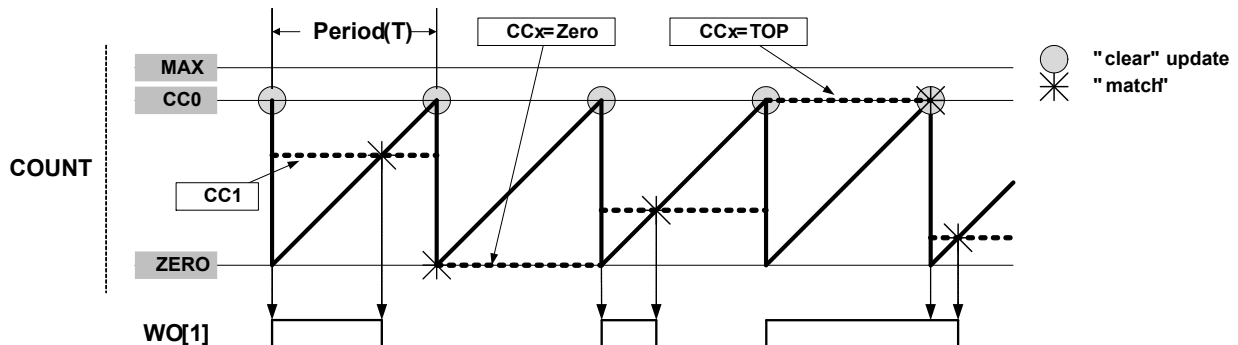 Period(T)
CCx=Zero
CCx=TOP
"clear" update
"match"
MAX
CC0
COUNT
CC1
ZERO
WO[1]